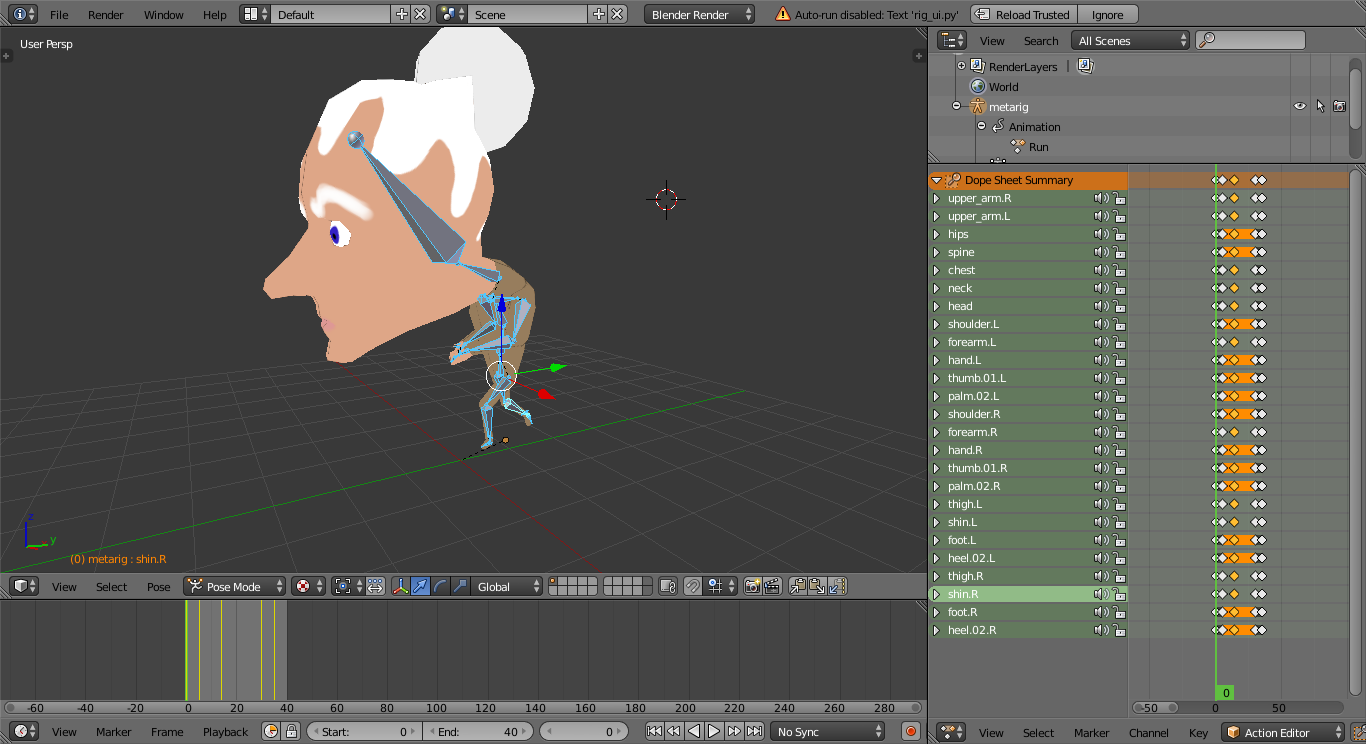 File Render Window Help Default Scene Blender Render Auto-run disabled: Text 'rig_ui.py' Reload Trusted Ignore
User Persp
View Search All Scenes
RenderLayers
World
metarig
Animation
Run
Dope Sheet Summary
upper_arm.R
upper_arm.L
hips
spine
chest
neck
head
shoulder.L
forearm.L
hand.L
thumb.01.L
palm.02.L
shoulder.R
forearm.R
hand.R
thumb.01.R
palm.02.R
thigh.L
shin.L
foot.L
heel.02.L
thigh.R
shin.R
foot.R
heel.02.R
0
-50 0 50
z
y
(0) metarig : shin.R
View Select Pose Pose Mode Global
-60 -40 -20 0 20 40 60 80 100 120 140 160 180 200 220 240 260 280
View Marker Frame Playback Start: 0 End: 40 0 No Sync
View Select Marker Channel Key Action Editor